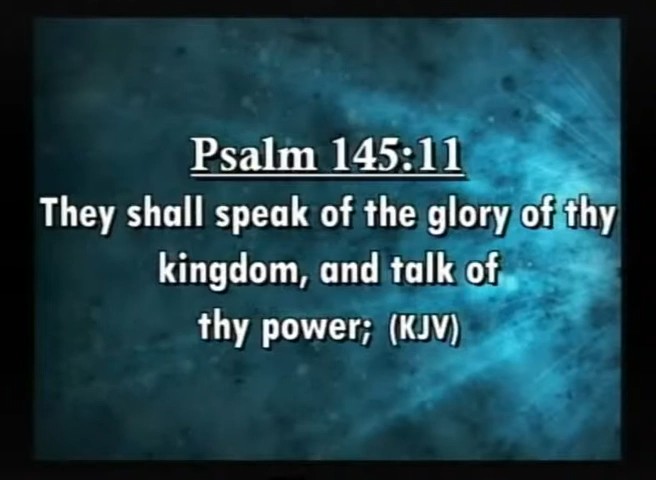 Psalm 145:11
They shall speak of the glory of thy
kingdom, and talk of
thy power; (KJV)